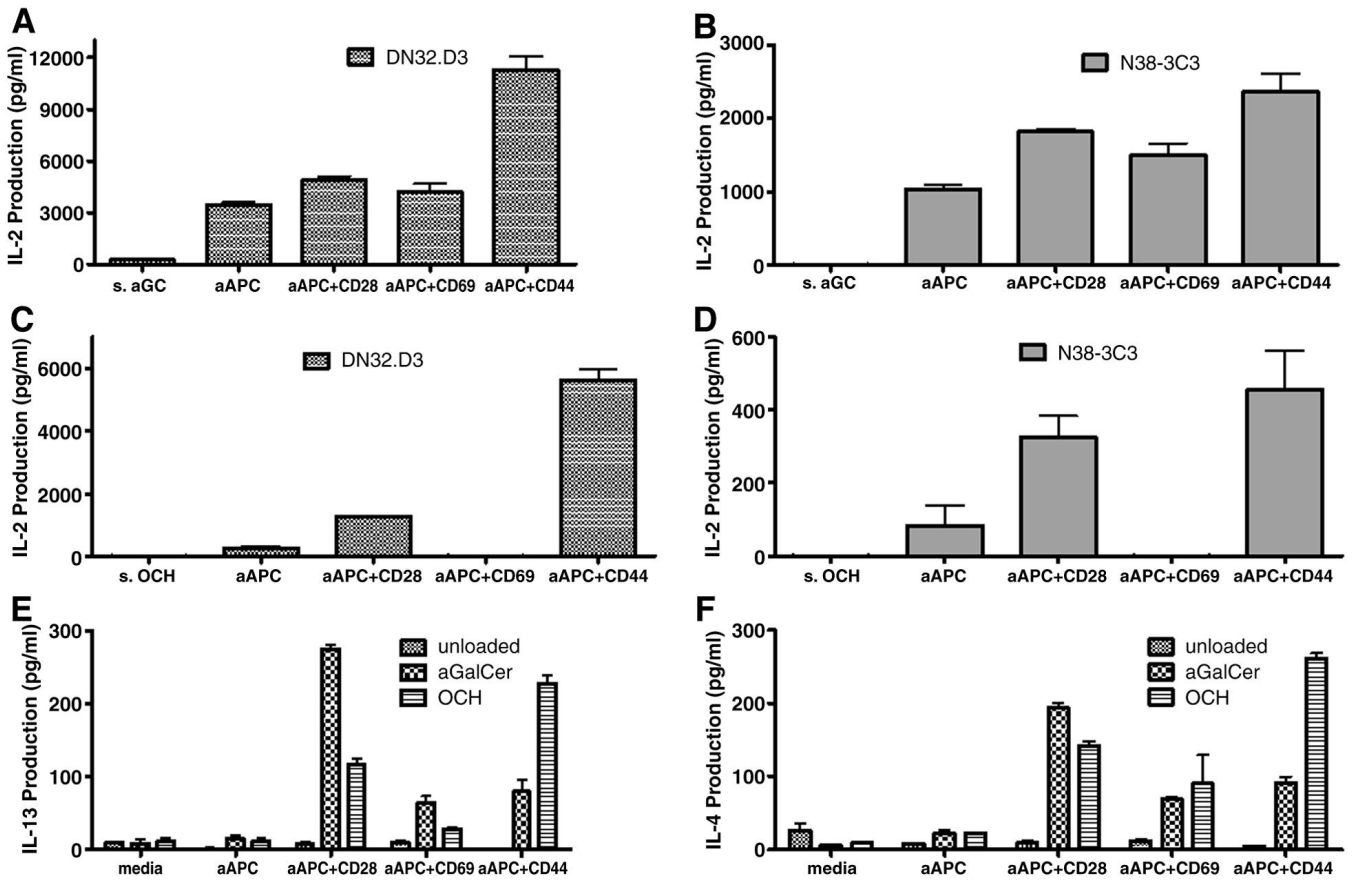 A
IL-2 Production (pg/ml)
12000
9000
6000
3000
0
DN32.D3
s. aGC aAPC aAPC+CD28 aAPC+CD69 aAPC+CD44
B
IL-2 Production (pg/ml)
3000
2000
1000
0
N38-3C3
s. aGC aAPC aAPC+CD28 aAPC+CD69 aAPC+CD44
C
IL-2 Production (pg/ml)
6000
4000
2000
0
DN32.D3
s. OCH aAPC aAPC+CD28 aAPC+CD69 aAPC+CD44
D
IL-2 Production (pg/ml)
600
400
200
0
N38-3C3
s. OCH aAPC aAPC+CD28 aAPC+CD69 aAPC+CD44
E
IL-13 Production (pg/ml)
300
200
100
0
unloaded
aGalCer
OCH
media aAPC aAPC+CD28 aAPC+CD69 aAPC+CD44
F
IL-4 Production (pg/ml)
300
200
100
0
unloaded
aGalCer
OCH
media aAPC aAPC+CD28 aAPC+CD69 aAPC+CD44